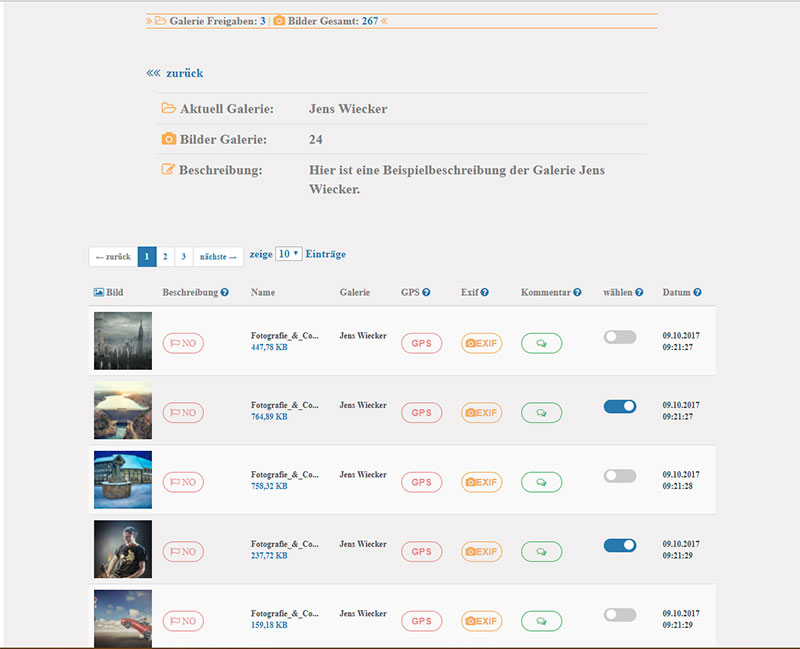 » Galerie Freigaben: 3 | Bilder Gesamt: 267 «
«« zurück
Aktuell Galerie: Jens Wiecker
Bilder Galerie: 24
Beschreibung: Hier ist eine Beispielbeschreibung der Galerie Jens
Wiecker.
← zurück 1 2 3 nächste → zeige 10 Einträge
Bild Beschreibung Name Galerie GPS Exif Kommentar wählen Datum
NO Fotografie_&_Co... Jens Wiecker GPS EXIF 09.10.2017
447,78 KB 09:21:27
NO Fotografie_&_Co... Jens Wiecker GPS EXIF 09.10.2017
764,89 KB 09:21:27
NO Fotografie_&_Co... Jens Wiecker GPS EXIF 09.10.2017
758,32 KB 09:21:28
NO Fotografie_&_Co... Jens Wiecker GPS EXIF 09.10.2017
237,72 KB 09:21:29
NO Fotografie_&_Co... Jens Wiecker GPS EXIF 09.10.2017
159,18 KB 09:21:29